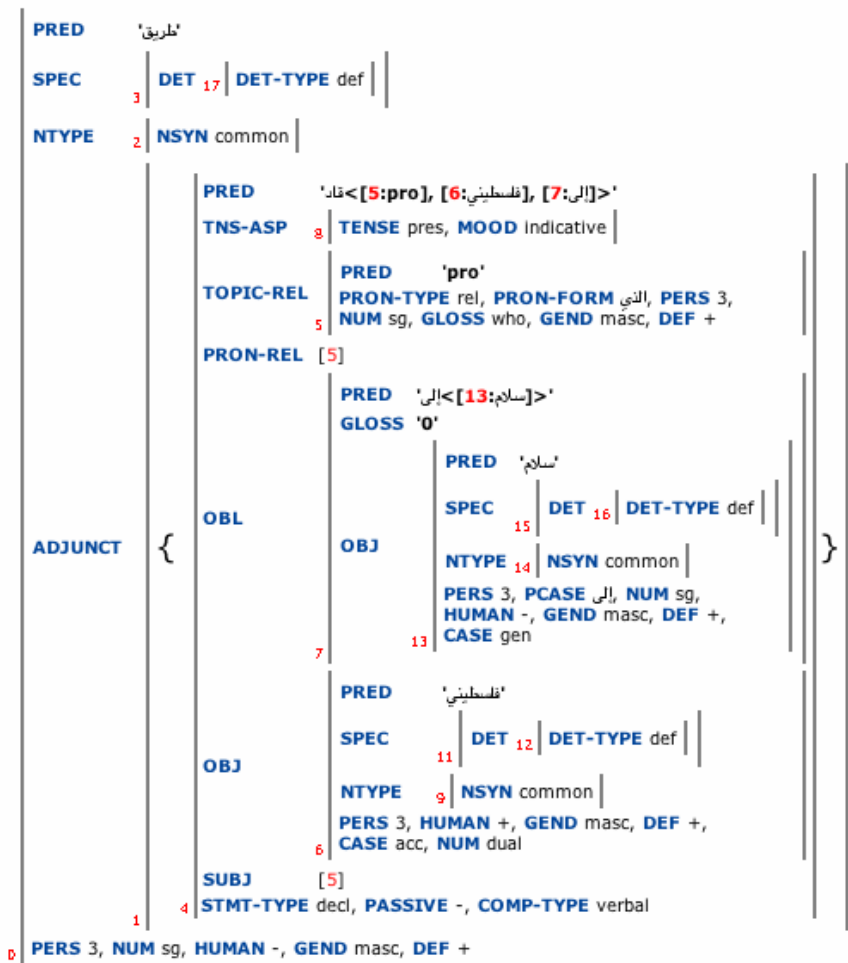 PRED 'طريق'
SPEC 3 DET 17 DET-TYPE def
NTYPE 2 NSYN common
PRED 'قاد<[5:pro], [6:فلسطيني], [7:إلى]>'
TNS-ASP 8 TENSE pres, MOOD indicative
PRED 'pro'
TOPIC-REL PRON-TYPE rel, PRON-FORM الذي, PERS 3,
5 NUM sg, GLOSS who, GEND masc, DEF +
PRON-REL [5]
PRED 'إلى<[13:سلام]>'
GLOSS '0'
PRED 'سلام'
SPEC 15 DET 16 DET-TYPE def
OBL
ADJUNCT { OBJ }
NTYPE 14 NSYN common
PERS 3, PCASE إلى, NUM sg,
HUMAN -, GEND masc, DEF +,
7 13 CASE gen
PRED 'فلسطيني'
SPEC 11 DET 12 DET-TYPE def
OBJ
NTYPE 9 NSYN common
PERS 3, HUMAN +, GEND masc, DEF +,
6 CASE acc, NUM dual
SUBJ [5]
1 4 STMT-TYPE decl, PASSIVE -, COMP-TYPE verbal
0 PERS 3, NUM sg, HUMAN -, GEND masc, DEF +